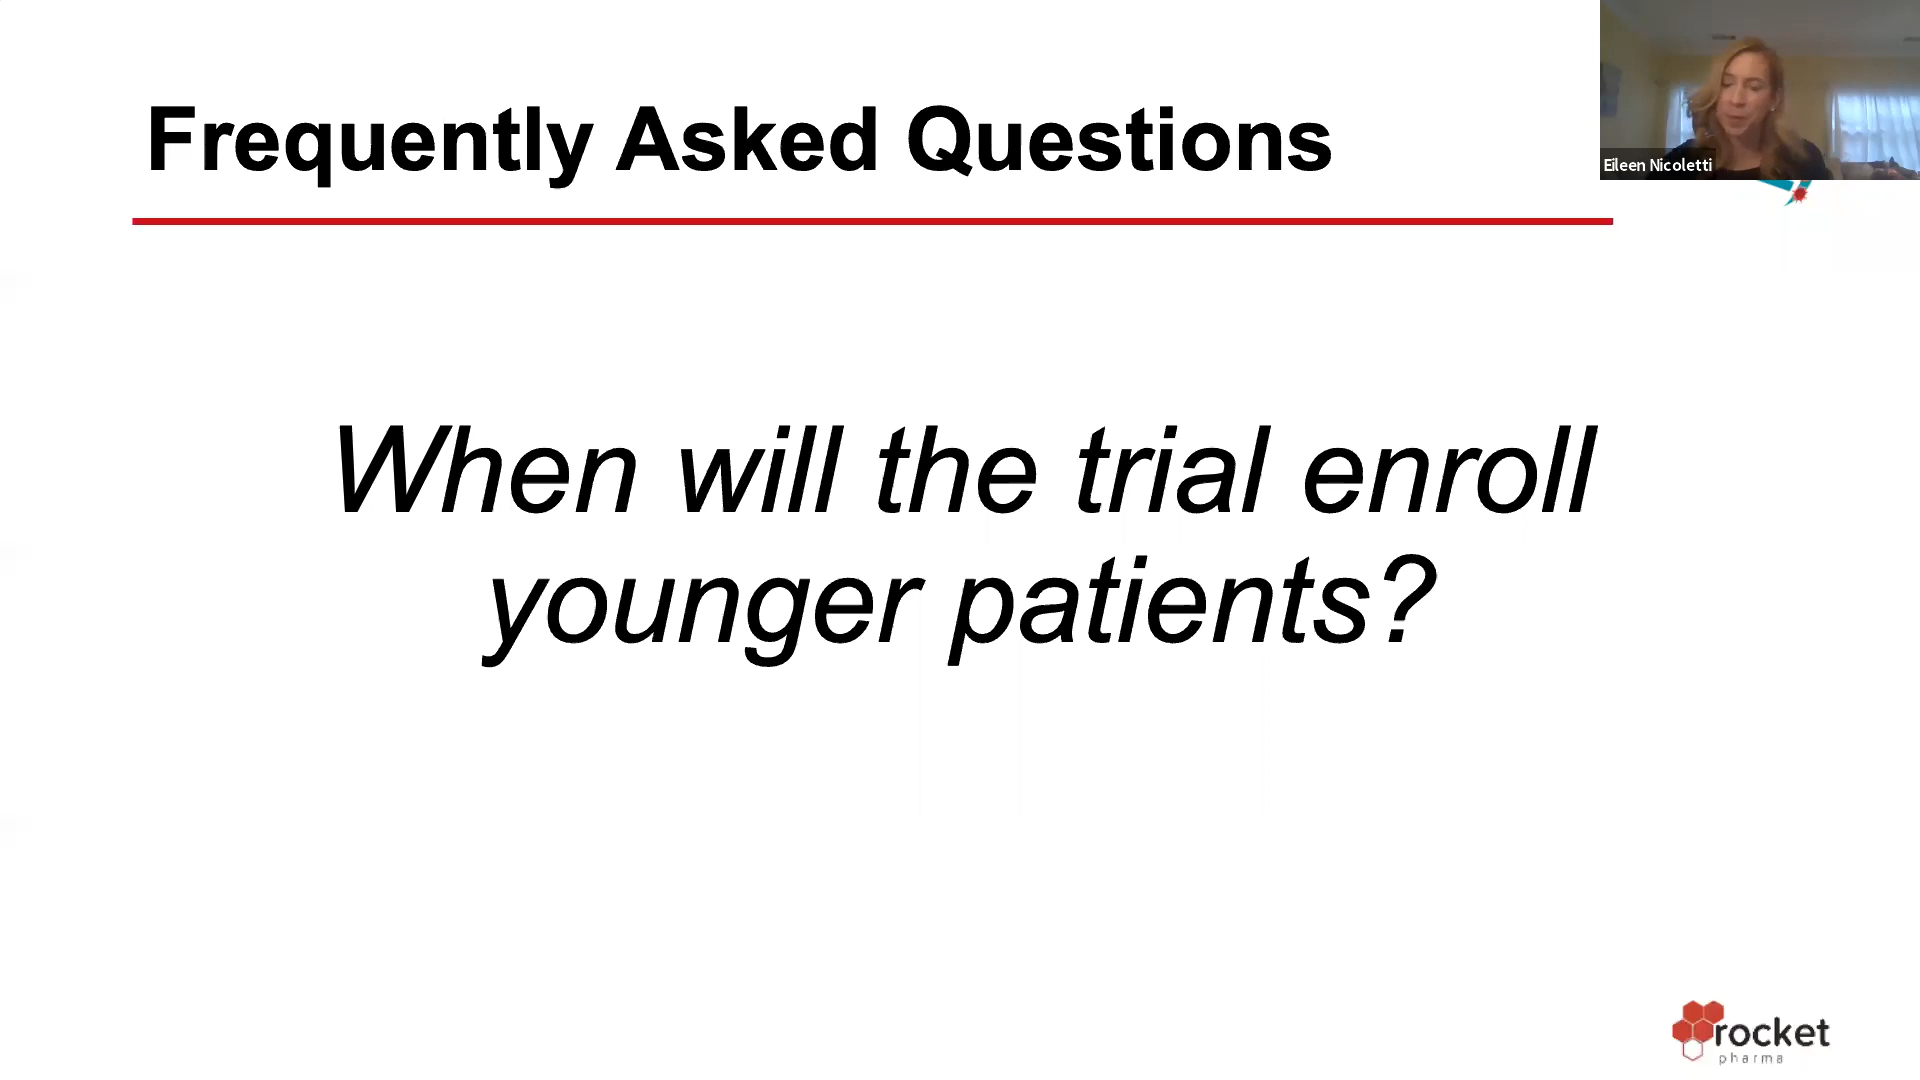 Frequently Asked Questions
Eileen Nicoletti
When will the trial enroll
younger patients?
rocket
pharma